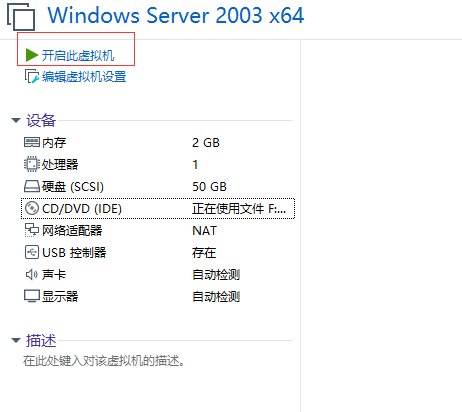 Windows Server 2003 x64
开启此虚拟机
编辑虚拟机设置
设备
内存 2 GB
处理器 1
硬盘 (SCSI) 50 GB
CD/DVD (IDE) 正在使用文件 F:...
网络适配器 NAT
USB 控制器 存在
声卡 自动检测
显示器 自动检测
描述
在此处键入对该虚拟机的描述。